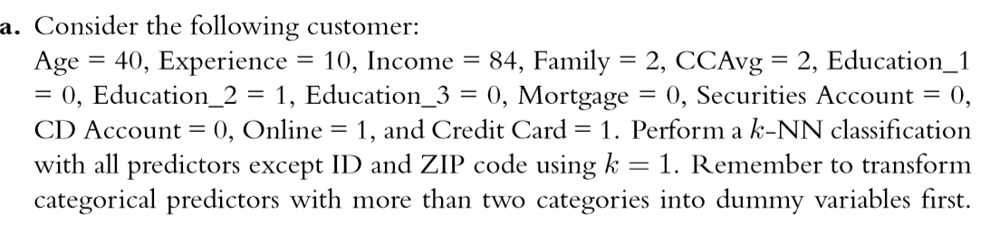 a. Consider the following customer:
Age = 40, Experience = 10, Income = 84, Family = 2, CCAvg = 2, Education_1
= 0, Education_2 = 1, Education_3 = 0, Mortgage = 0, Securities Account = 0,
CD Account = 0, Online = 1, and Credit Card = 1. Perform a k-NN classification
with all predictors except ID and ZIP code using k = 1. Remember to transform
categorical predictors with more than two categories into dummy variables first.